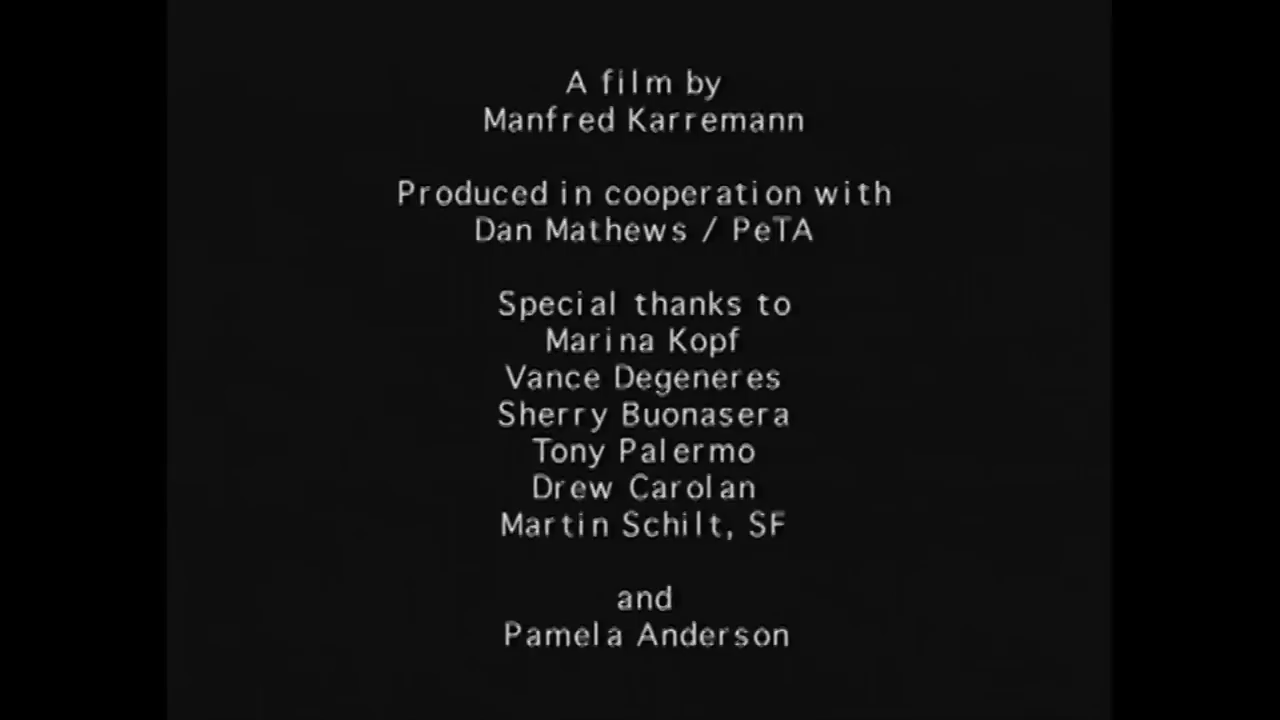 A film by
Manfred Karremann
Produced in cooperation with
Dan Mathews / PeTA
Special thanks to
Marina Kopf
Vance Degeneres
Sherry Buonasera
Tony Palermo
Drew Carolan
Martin Schilt, SF
and
Pamela Anderson